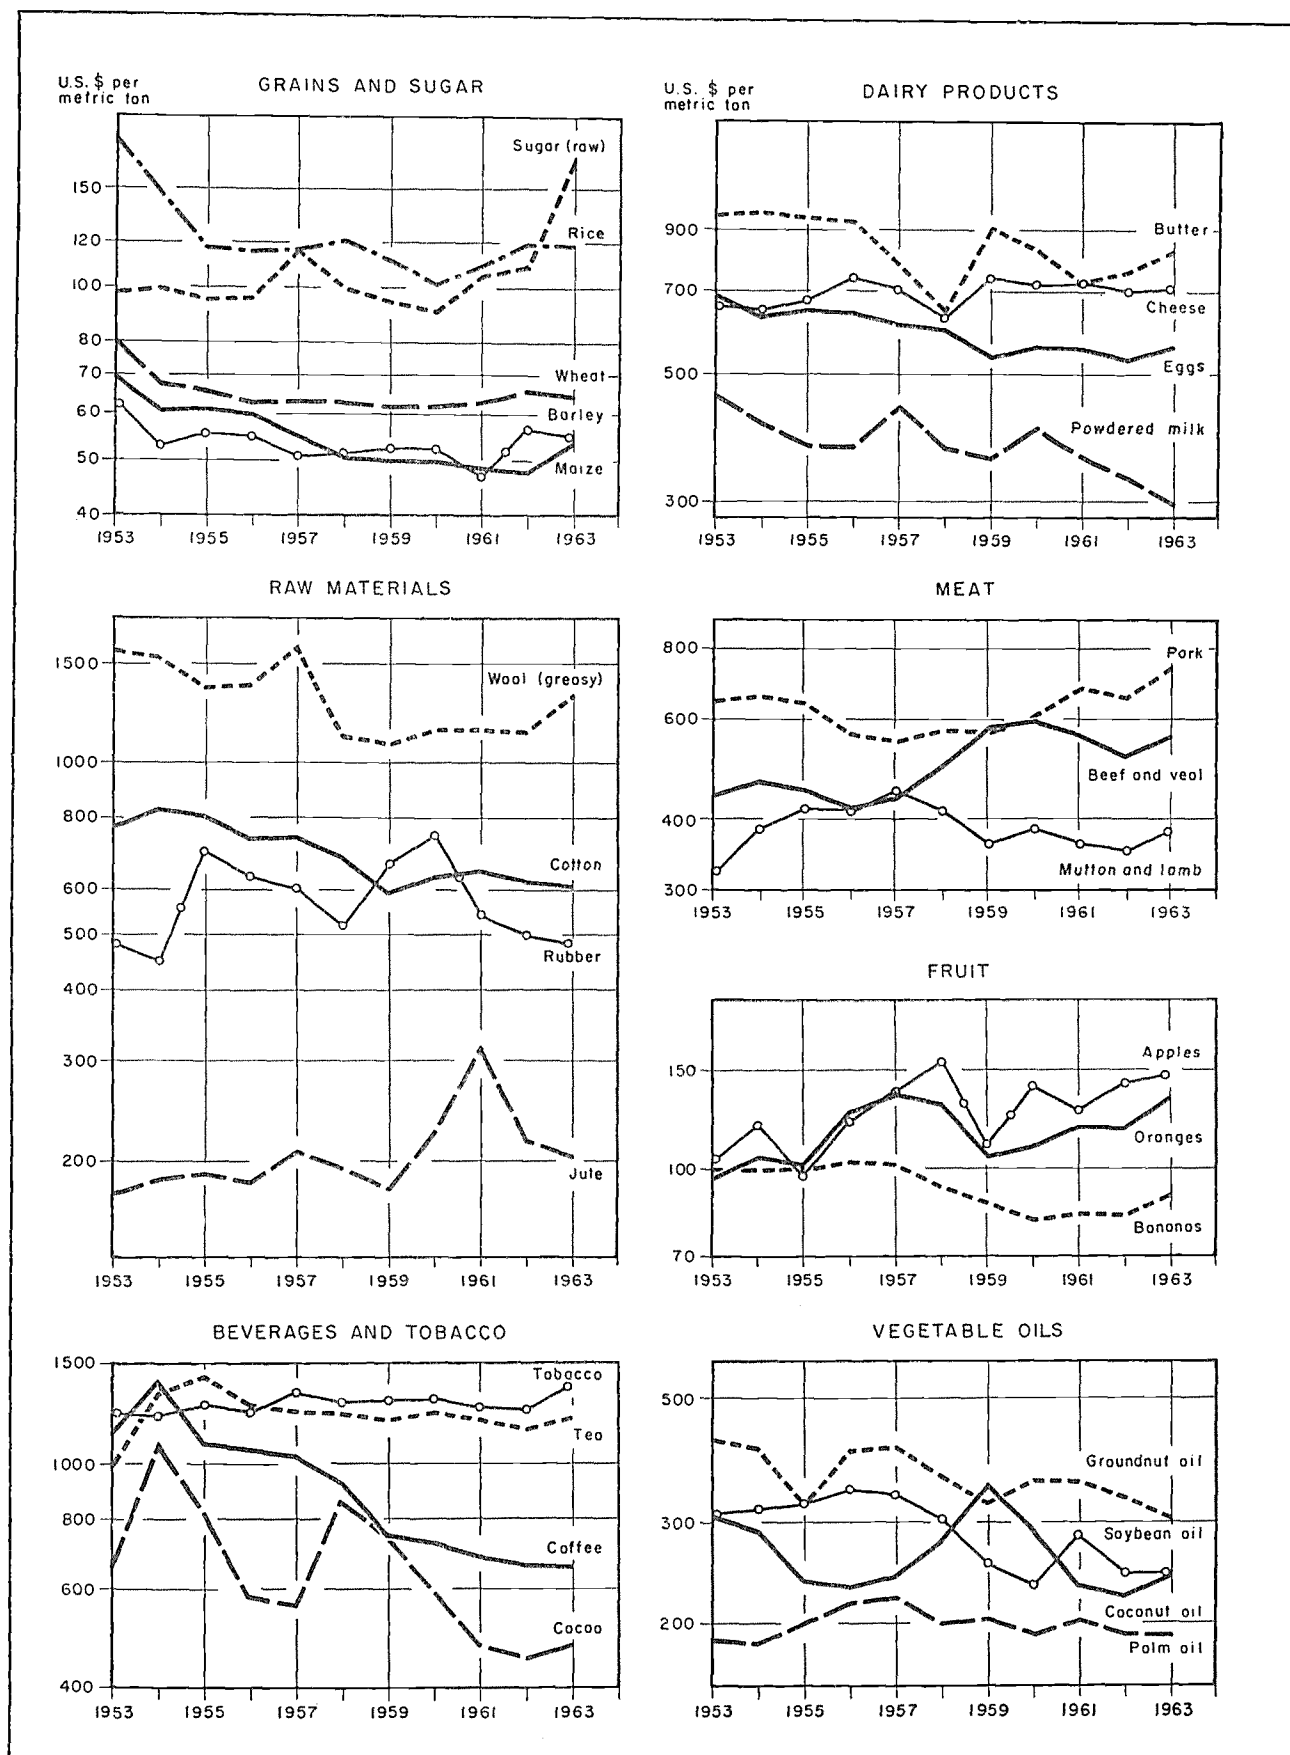 GRAINS AND SUGAR
U.S. $ per
metric ton
Sugar (raw)
150
Rice
120
100
80
70
Wheat
60
Barley
50
Maize
40
1953 1955 1957 1959 1961 1963
DAIRY PRODUCTS
U.S. $ per
metric ton
900
Butter
700
Cheese
500
Eggs
Powdered milk
300
1953 1955 1957 1959 1961 1963
RAW MATERIALS
1500
Wool (greasy)
1000
800
Cotton
600
500
Rubber
400
300
200
Jute
1953 1955 1957 1959 1961 1963
MEAT
800
Pork
600
Beef and veal
400
Mutton and lamb
300
1953 1955 1957 1959 1961 1963
FRUIT
150
Apples
Oranges
100
Bananas
70
1953 1955 1957 1959 1961 1963
BEVERAGES AND TOBACCO
1500
Tobacco
Tea
1000
800
Coffee
600
Cocoa
400
1953 1955 1957 1959 1961 1963
VEGETABLE OILS
500
Groundnut oil
300
Soybean oil
Coconut oil
200
Palm oil
1953 1955 1957 1959 1961 1963